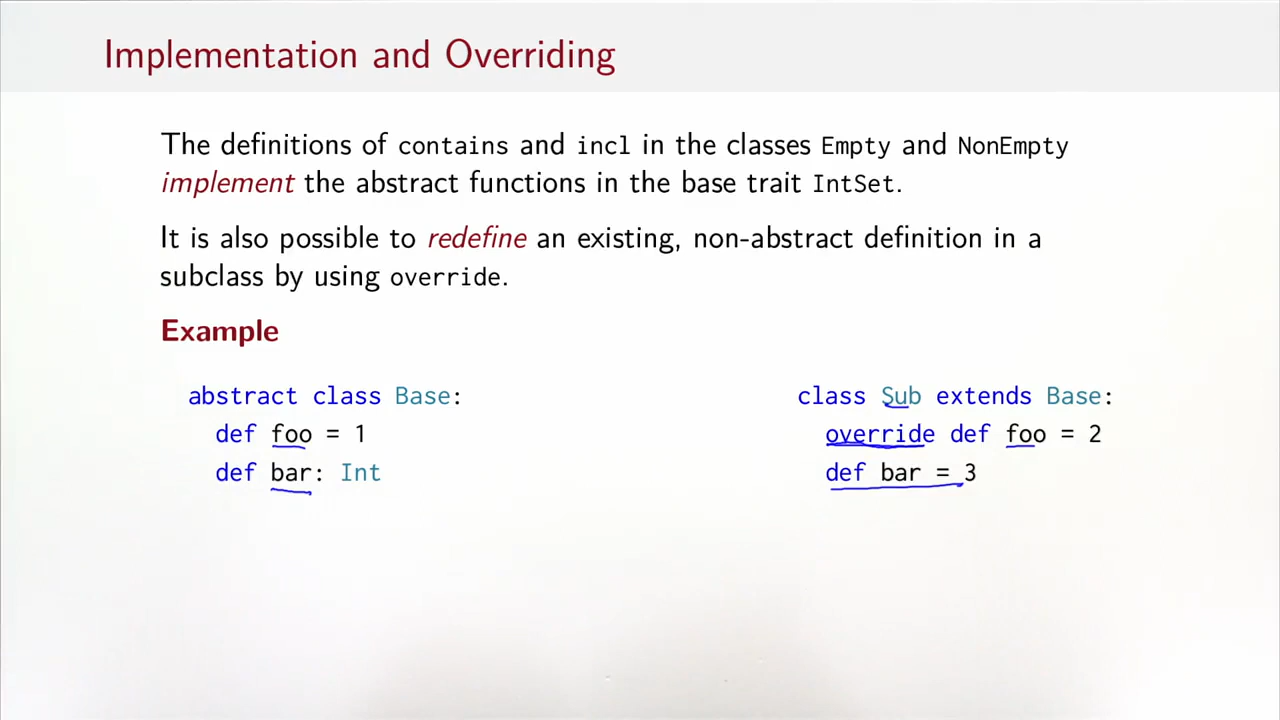 Implementation and Overriding
The definitions of contains and incl in the classes Empty and NonEmpty
implement the abstract functions in the base trait IntSet.
It is also possible to redefine an existing, non-abstract definition in a
subclass by using override.
Example
abstract class Base:
def foo = 1
def bar: Int
class Sub extends Base:
override def foo = 2
def bar = 3